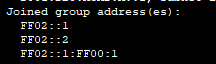 Joined group address(es):
FF02::1
FF02::2
FF02::1:FF00:1